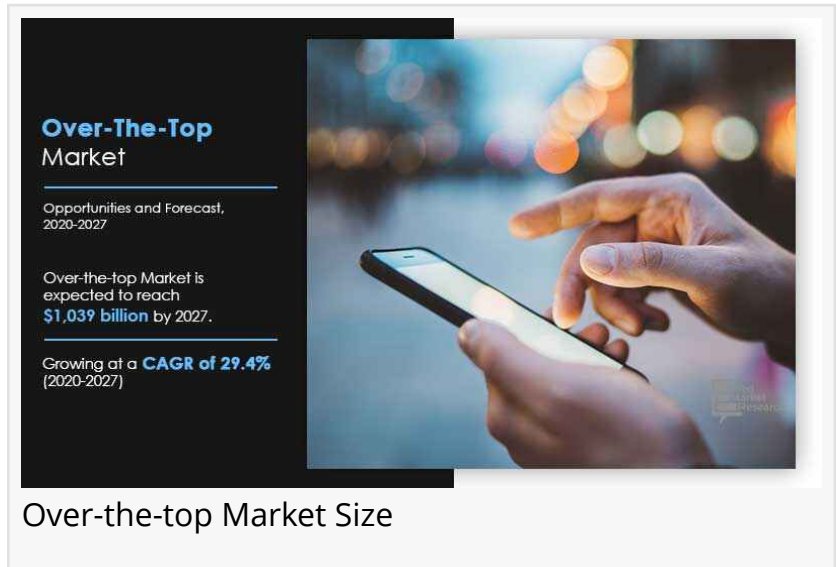 Over-The-Top
Market
Opportunities and Forecast,
2020-2027
Over-the-top Market is
expected to reach
$1,039 billion by 2027.
Growing at a CAGR of 29.4%
(2020-2027)
Research
Over-the-top Market Size